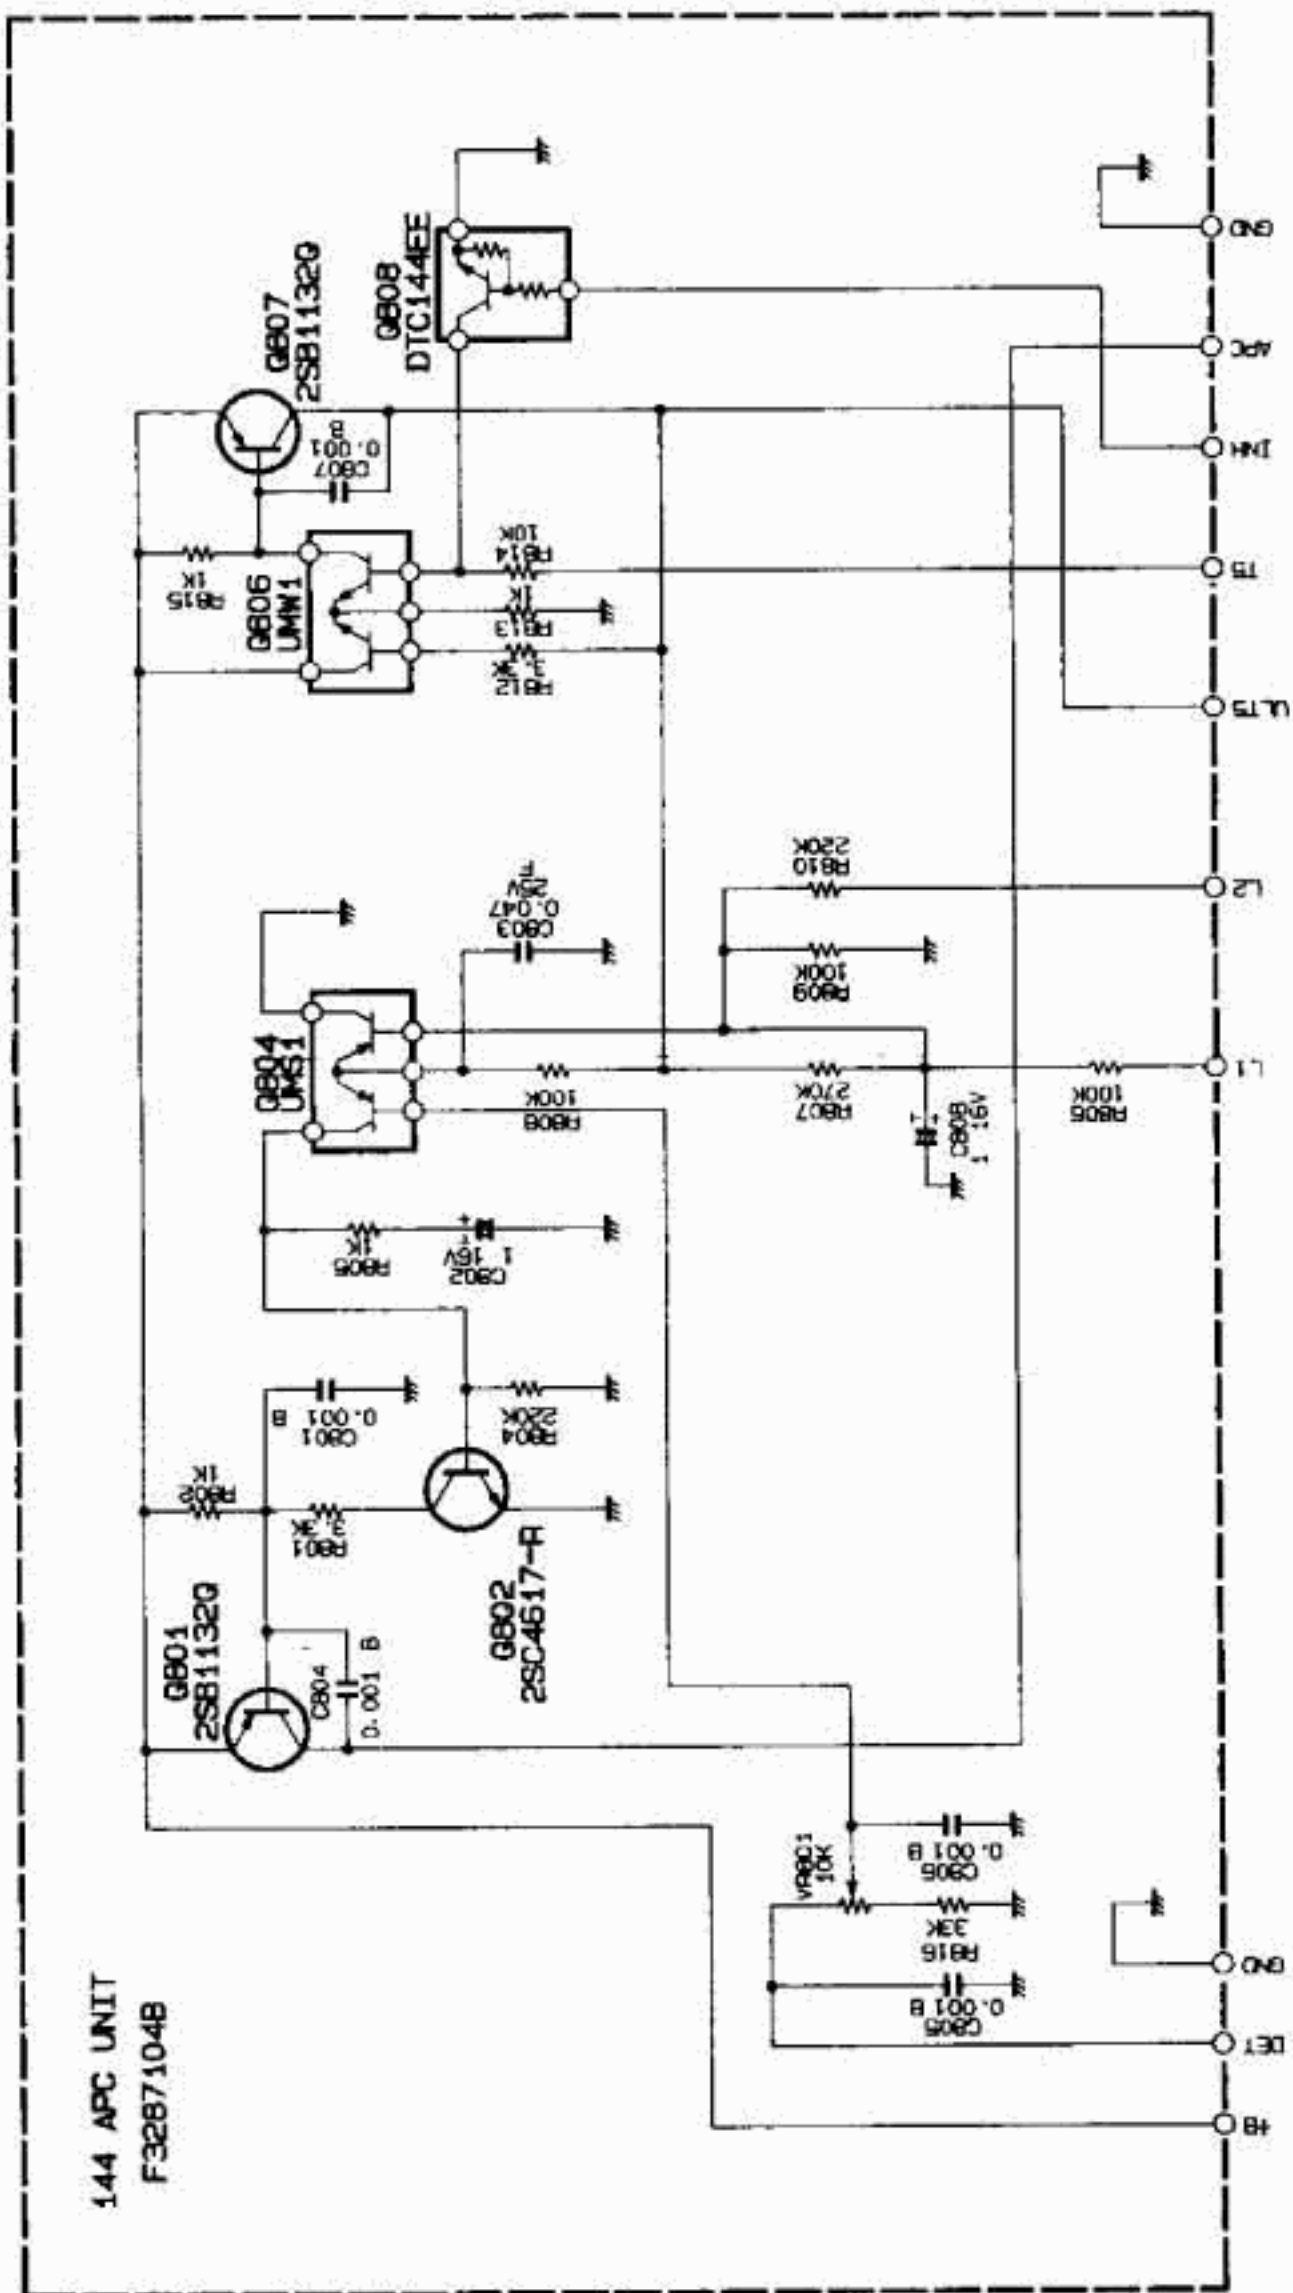 144 APC UNIT
F3287104B
Q801
2SB1132Q
C804
0.001 B
R802
1K
R801
3.3K
C801
0.001 B
Q802
2SC4617-R
R804
220K
R805
1K
C802
1 16V
+
Q804
UMS1
R808
100K
C803
0.047
25V
F
R807
270K
R809
100K
R810
220K
C808
1 16V
+
R806
100K
Q806
UMW1
R815
1K
R812
R813
1K
R814
10K
Q807
2SB1132Q
C807
0.001
B
Q808
DTC144EE
VR801
10K
C805
0.001 B
R816
33K
C806
0.001 B
+B
DET
GND
L1
L2
ULT5
T5
INH
APC
GND